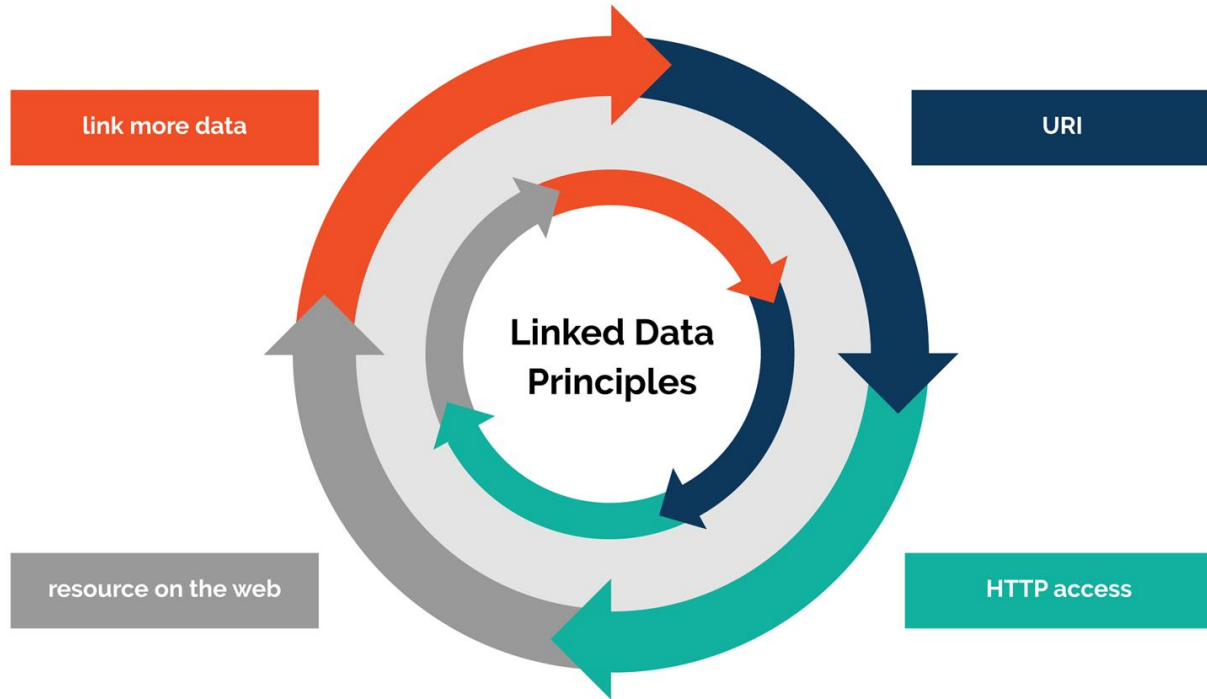 link more data
URI
Linked Data
Principles
resource on the web
HTTP access